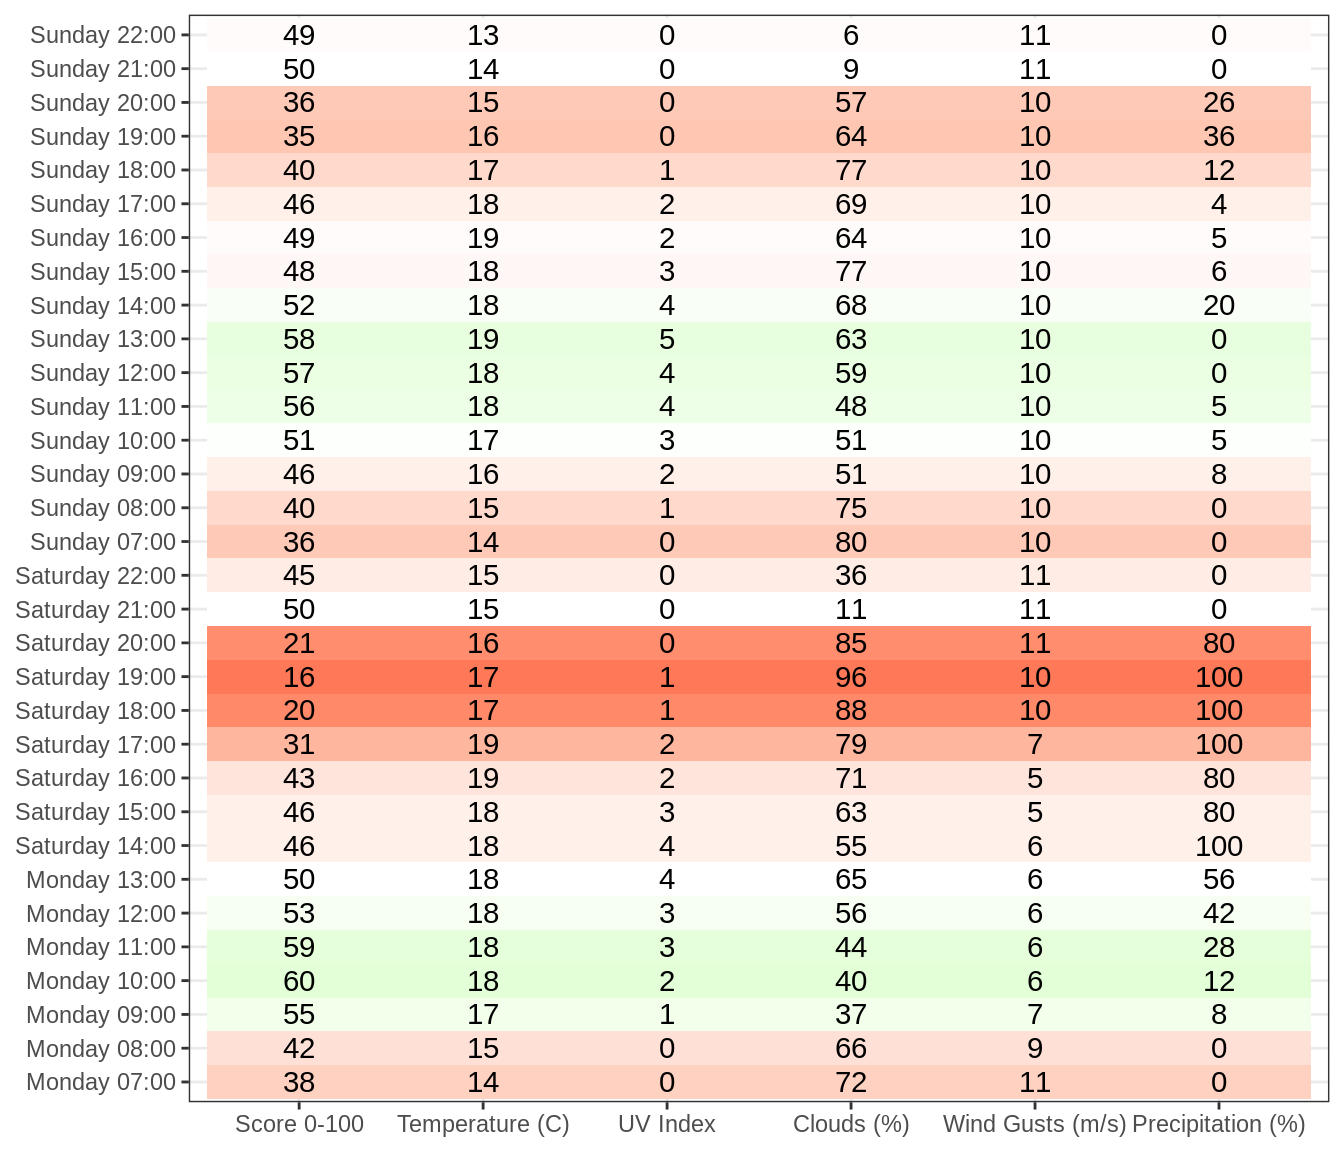 Sunday 22:00 49 13 0 6 11 0
Sunday 21:00 50 14 0 9 11 0
Sunday 20:00 36 15 0 57 10 26
Sunday 19:00 35 16 0 64 10 36
Sunday 18:00 40 17 1 77 10 12
Sunday 17:00 46 18 2 69 10 4
Sunday 16:00 49 19 2 64 10 5
Sunday 15:00 48 18 3 77 10 6
Sunday 14:00 52 18 4 68 10 20
Sunday 13:00 58 19 5 63 10 0
Sunday 12:00 57 18 4 59 10 0
Sunday 11:00 56 18 4 48 10 5
Sunday 10:00 51 17 3 51 10 5
Sunday 09:00 46 16 2 51 10 8
Sunday 08:00 40 15 1 75 10 0
Sunday 07:00 36 14 0 80 10 0
Saturday 22:00 45 15 0 36 11 0
Saturday 21:00 50 15 0 11 11 0
Saturday 20:00 21 16 0 85 11 80
Saturday 19:00 16 17 1 96 10 100
Saturday 18:00 20 17 1 88 10 100
Saturday 17:00 31 19 2 79 7 100
Saturday 16:00 43 19 2 71 5 80
Saturday 15:00 46 18 3 63 5 80
Saturday 14:00 46 18 4 55 6 100
Monday 13:00 50 18 4 65 6 56
Monday 12:00 53 18 3 56 6 42
Monday 11:00 59 18 3 44 6 28
Monday 10:00 60 18 2 40 6 12
Monday 09:00 55 17 1 37 7 8
Monday 08:00 42 15 0 66 9 0
Monday 07:00 38 14 0 72 11 0
Score 0-100 Temperature (C) UV Index Clouds (%) Wind Gusts (m/s) Precipitation (%)